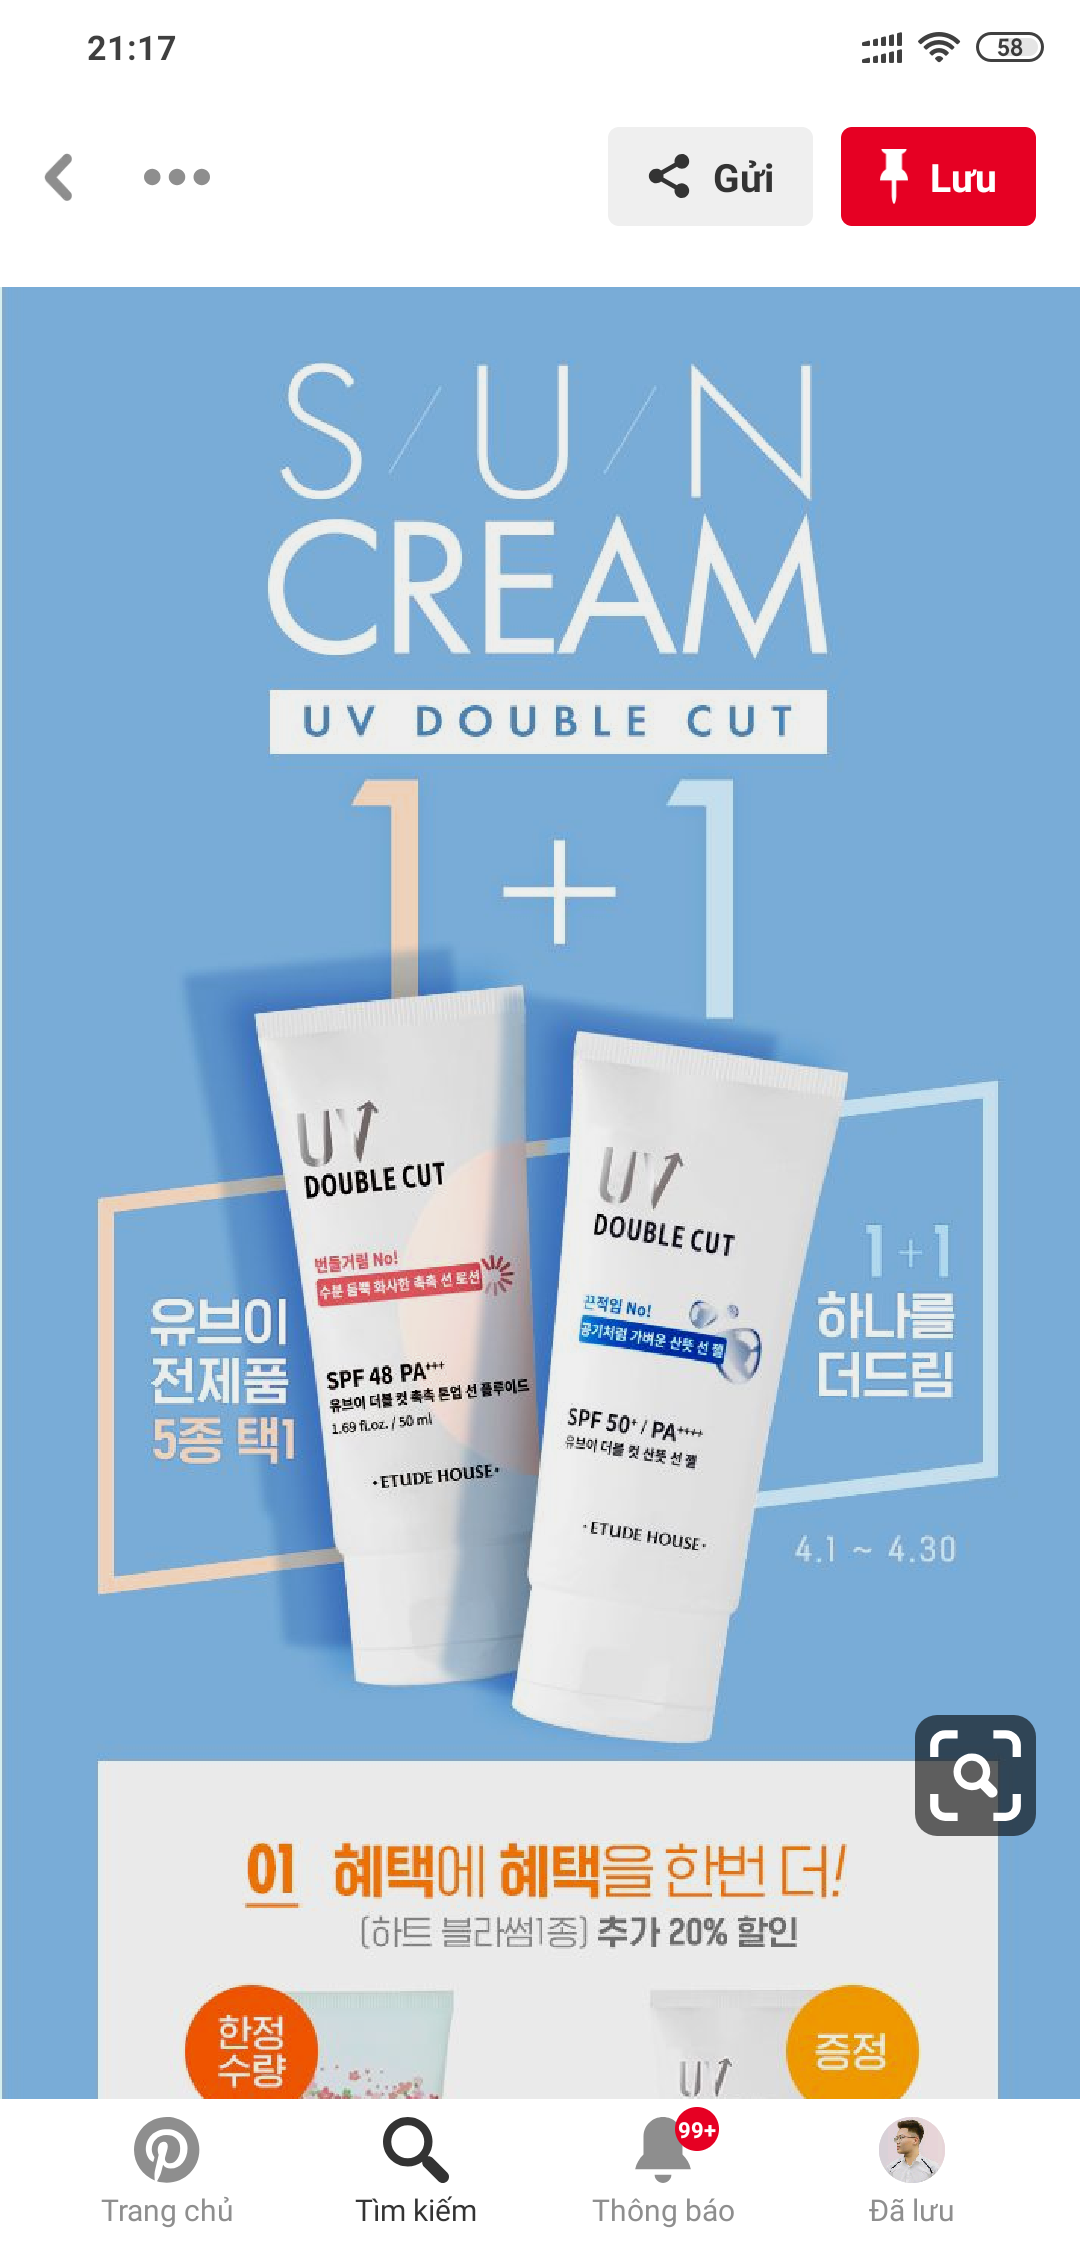 21:17
58
Gửi
Lưu
S/U/N
CREAM
UV DOUBLE CUT
1+1
UV
DOUBLE CUT
번들거림 No!
수분 듬뿍 화사한 촉촉 선 로션
SPF 48 PA+++
유브이 더블 컷 촉촉 톤업 선 플루이드
1.69 fl.oz. / 50 ml
·ETUDE HOUSE·
UV
DOUBLE CUT
끈적임 No!
공기처럼 가벼운 산뜻 선 젤
SPF 50+ / PA++++
유브이 더블 컷 산뜻 선 젤
·ETUDE HOUSE·
유브이
전제품
5종 택1
1+1
하나를
더드림
4.1 ~ 4.30
01 혜택에 혜택을 한번 더!
(하트 블라썸1종) 추가 20% 할인
한정
수량
증정
UV
99+
Trang chủ
Tìm kiếm
Thông báo
Đã lưu